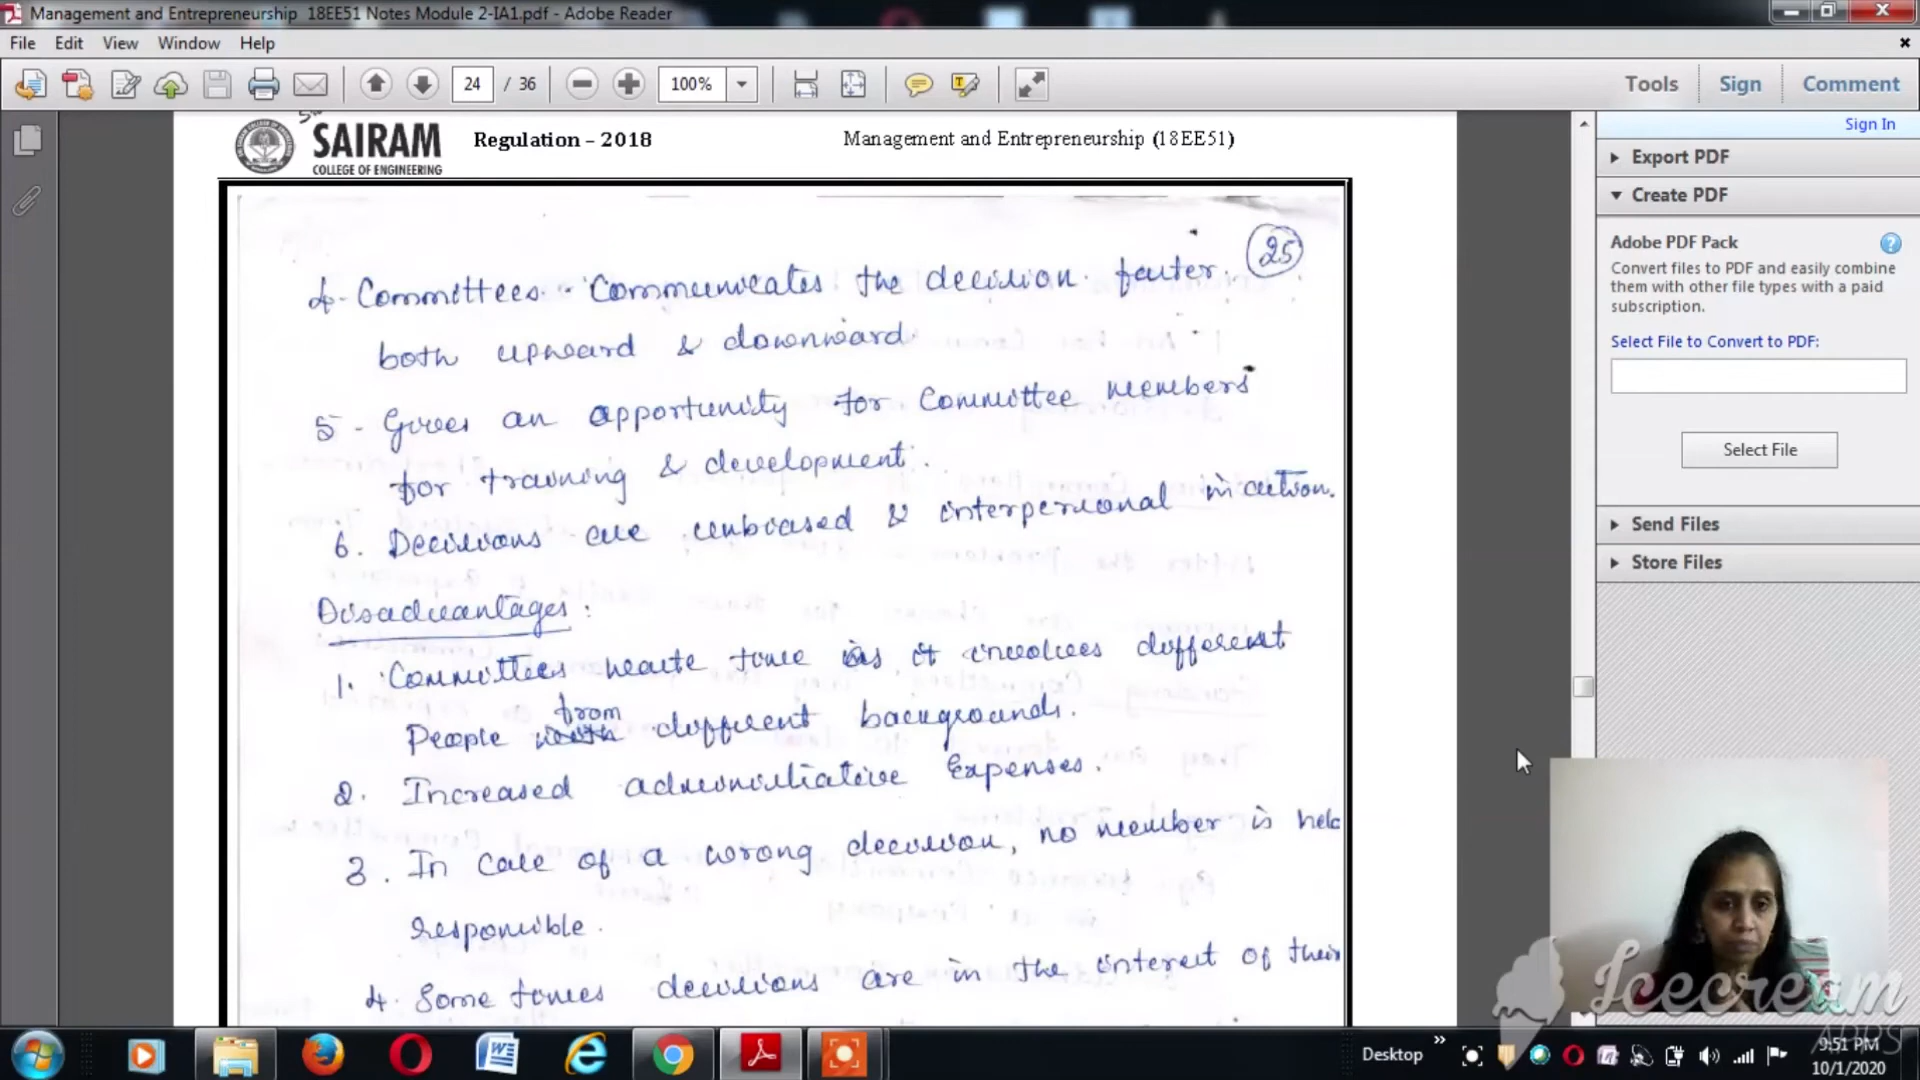 Management and Entrepreneurship 18EE51 Notes Module 2-IA1.pdf - Adobe Reader
File Edit View Window Help
24 / 36 100% Tools Sign Comment
Sign In
SAIRAM
COLLEGE OF ENGINEERING
Regulation – 2018
Management and Entrepreneurship (18EE51)
25
4. Committees - Communicates the decision faster.
both upward & downward.
5 - Gives an opportunity for Committee members
for training & development.
6. Decisions are unbiased & interpersonal in action.
Disadvantages :
1. Committees waste time as it involves different
from
People different backgrounds.
2. Increased administrative Expenses.
3. In case of a wrong decision, no member is held
responsible.
4. Some times decisions are in the interest of their
Export PDF
Create PDF
Adobe PDF Pack
Convert files to PDF and easily combine
them with other file types with a paid
subscription.
Select File to Convert to PDF:
Select File
Send Files
Store Files
Icecream
APPS
Desktop
9:51 PM
10/1/2020